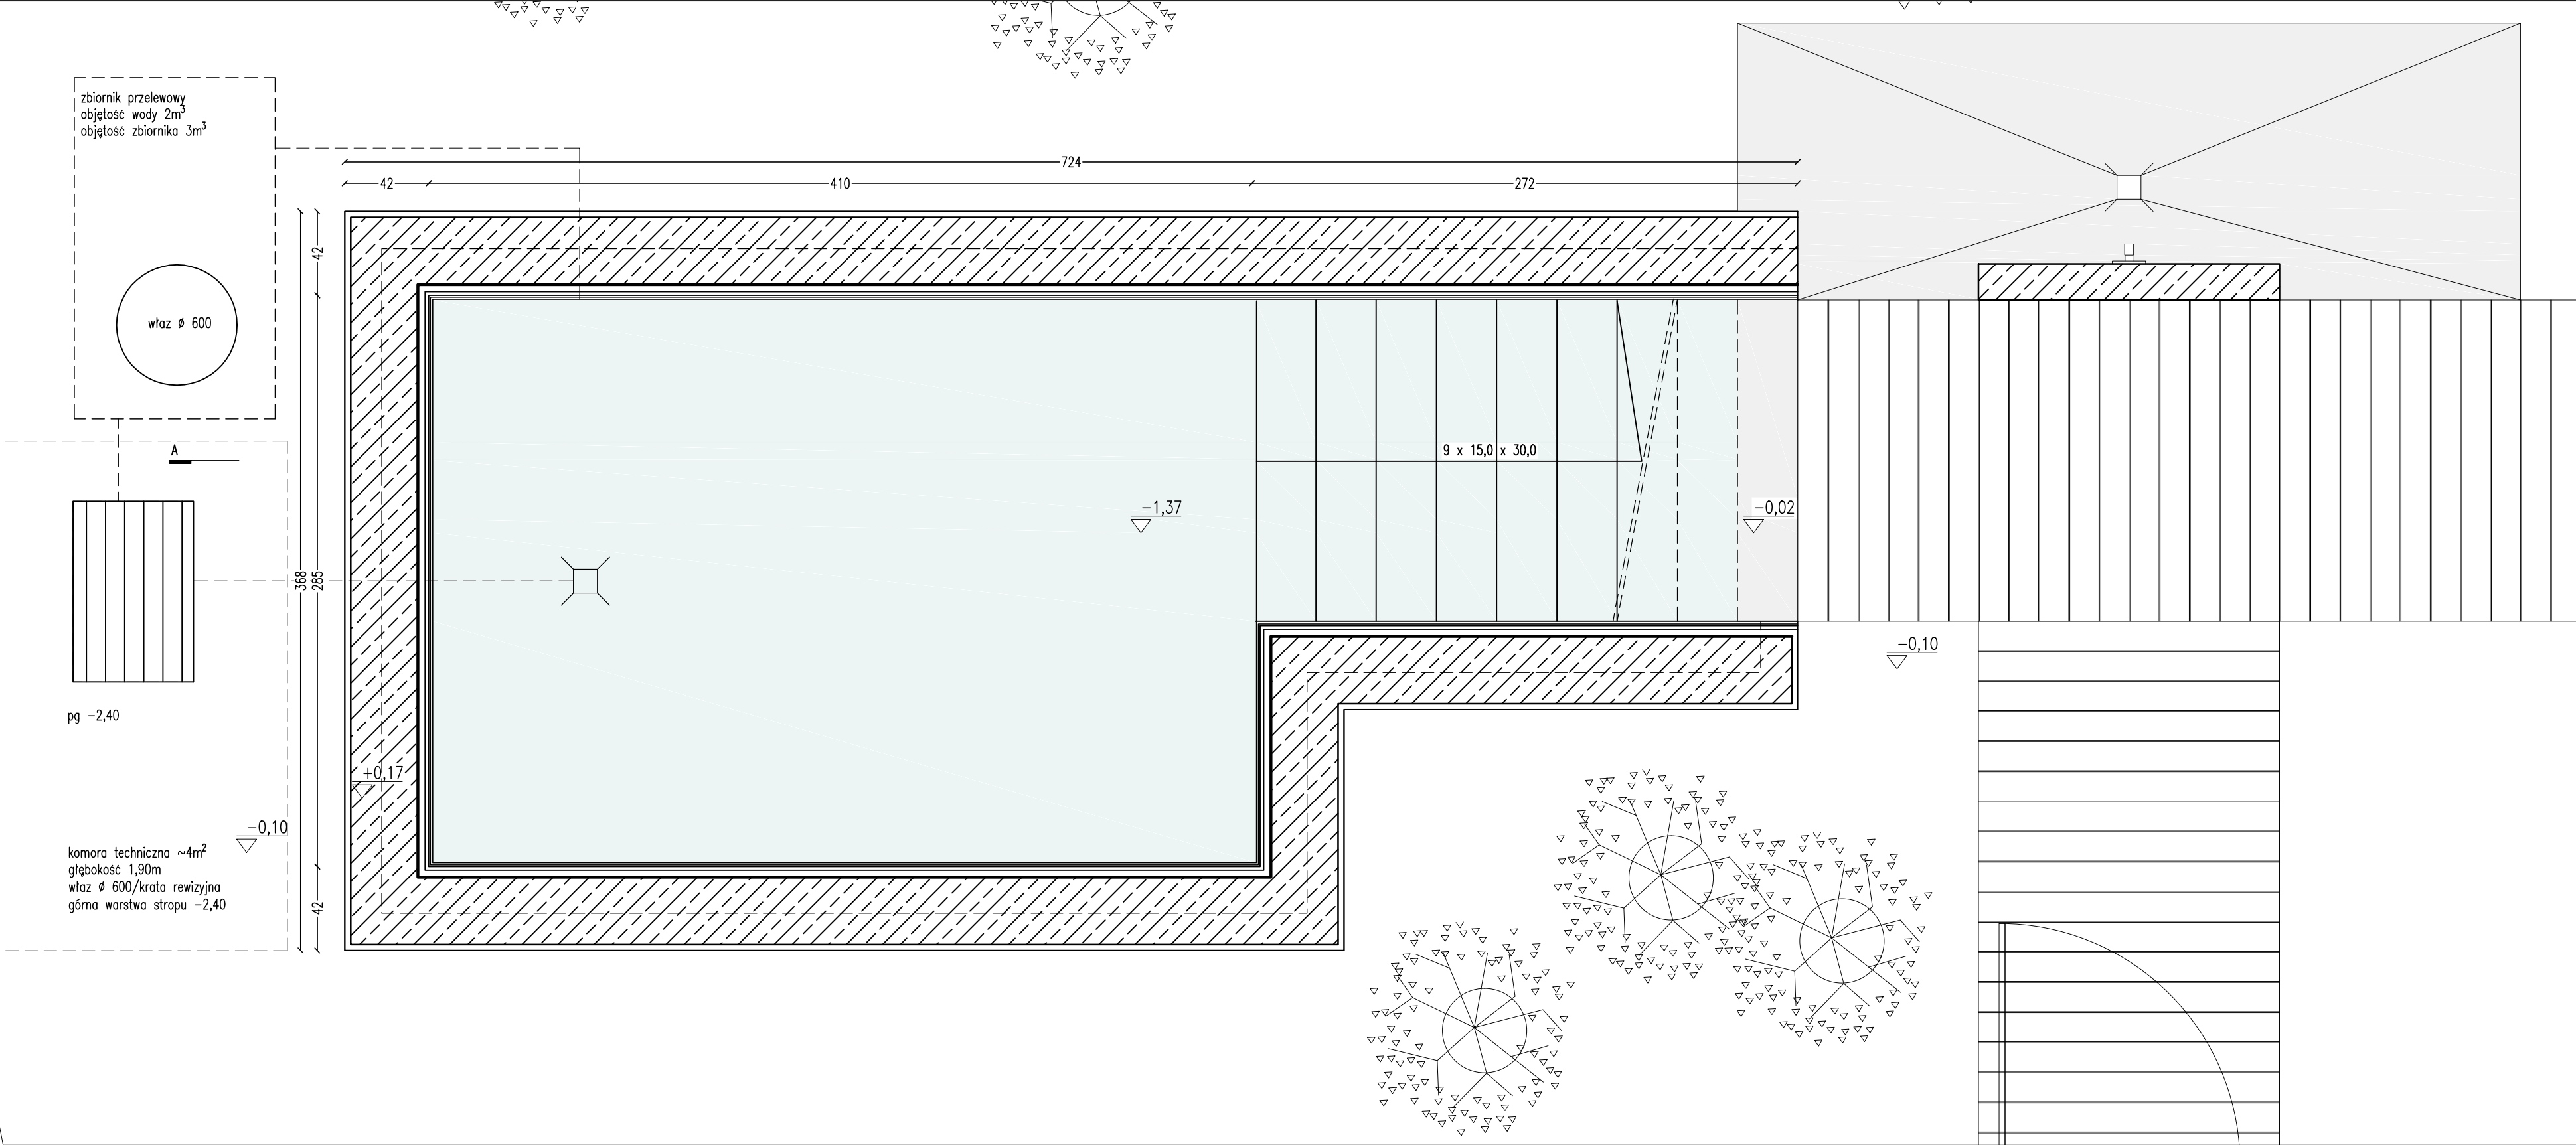 zbiornik przelewowy
objętość wody 2m³
objętość zbiornika 3m³
724
42
410
272
42
właz ø 600
A
9 x 15,0 x 30,0
-1,37
-0,02
368
285
-0,10
pg -2,40
+0,17
-0,10
komora techniczna ~4m²
głębokość 1,90m
właz ø 600/krata rewizyjna
górna warstwa stropu -2,40
42